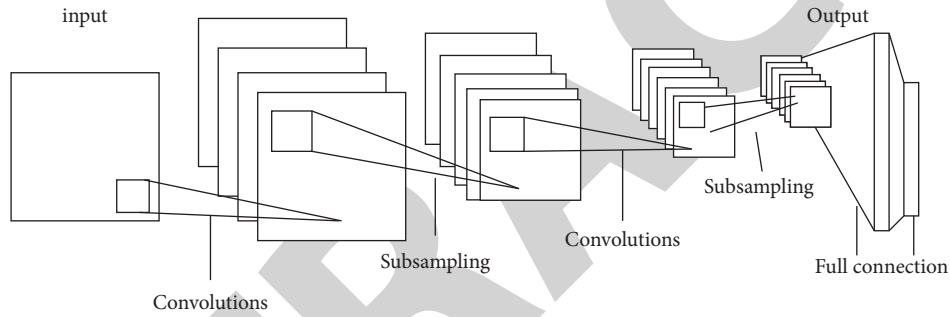 input
Output
Subsampling
Convolutions
Subsampling
Full connection
Convolutions